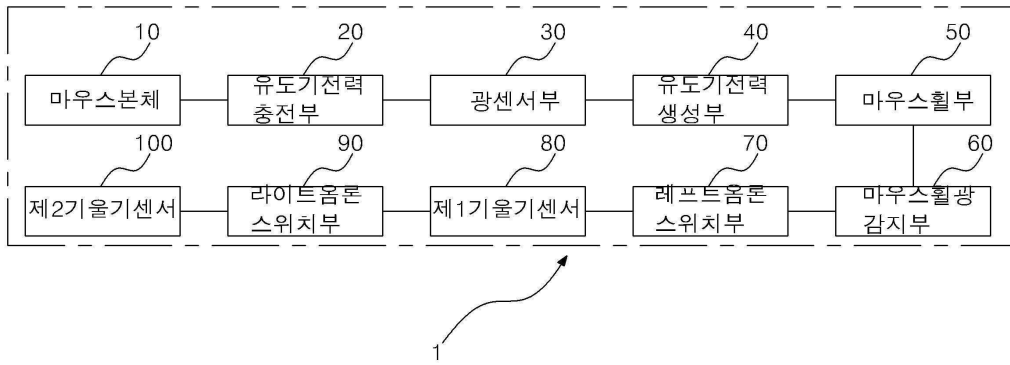 10 20 30 40 50
마우스본체 유도기전력 광센서부 유도기전력 마우스휠부
충전부 생성부
100 90 80 70 60
제2기울기센서 라이트옴론 제1기울기센서 레프트옴론 마우스휠광
스위치부 스위치부 감지부
1